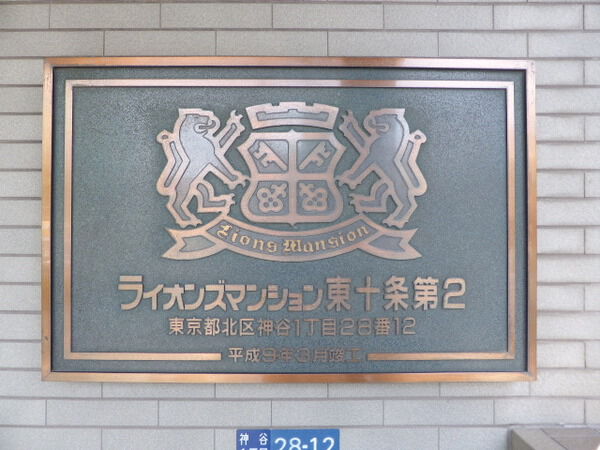 Lions Mansion
ライオンズマンション東十条第2
東京都北区神谷1丁目28番12
平成9年3月竣工
神谷
28-12